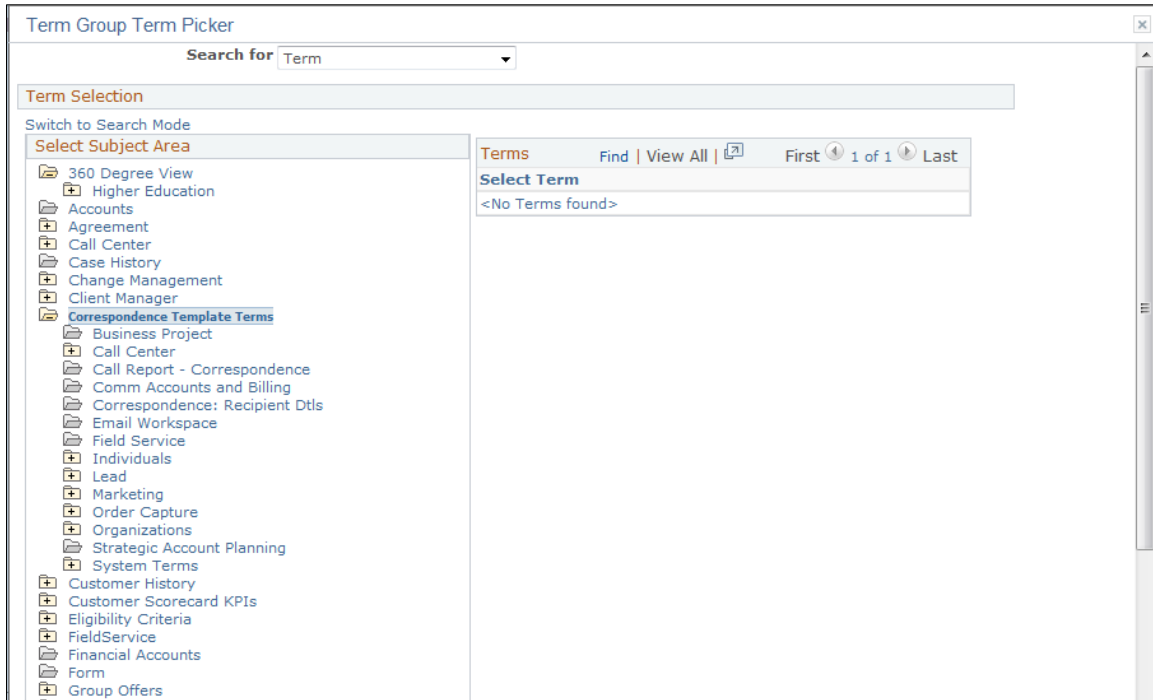 Term Group Term Picker
Search for Term
Term Selection
Switch to Search Mode
Select Subject Area
360 Degree View
Higher Education
Accounts
Agreement
Call Center
Case History
Change Management
Client Manager
Correspondence Template Terms
Business Project
Call Center
Call Report - Correspondence
Comm Accounts and Billing
Correspondence: Recipient Dtls
Email Workspace
Field Service
Individuals
Lead
Marketing
Order Capture
Organizations
Strategic Account Planning
System Terms
Customer History
Customer Scorecard KPIs
Eligibility Criteria
FieldService
Financial Accounts
Form
Group Offers
Terms Find | View All | First 1 of 1 Last
Select Term
<No Terms found>